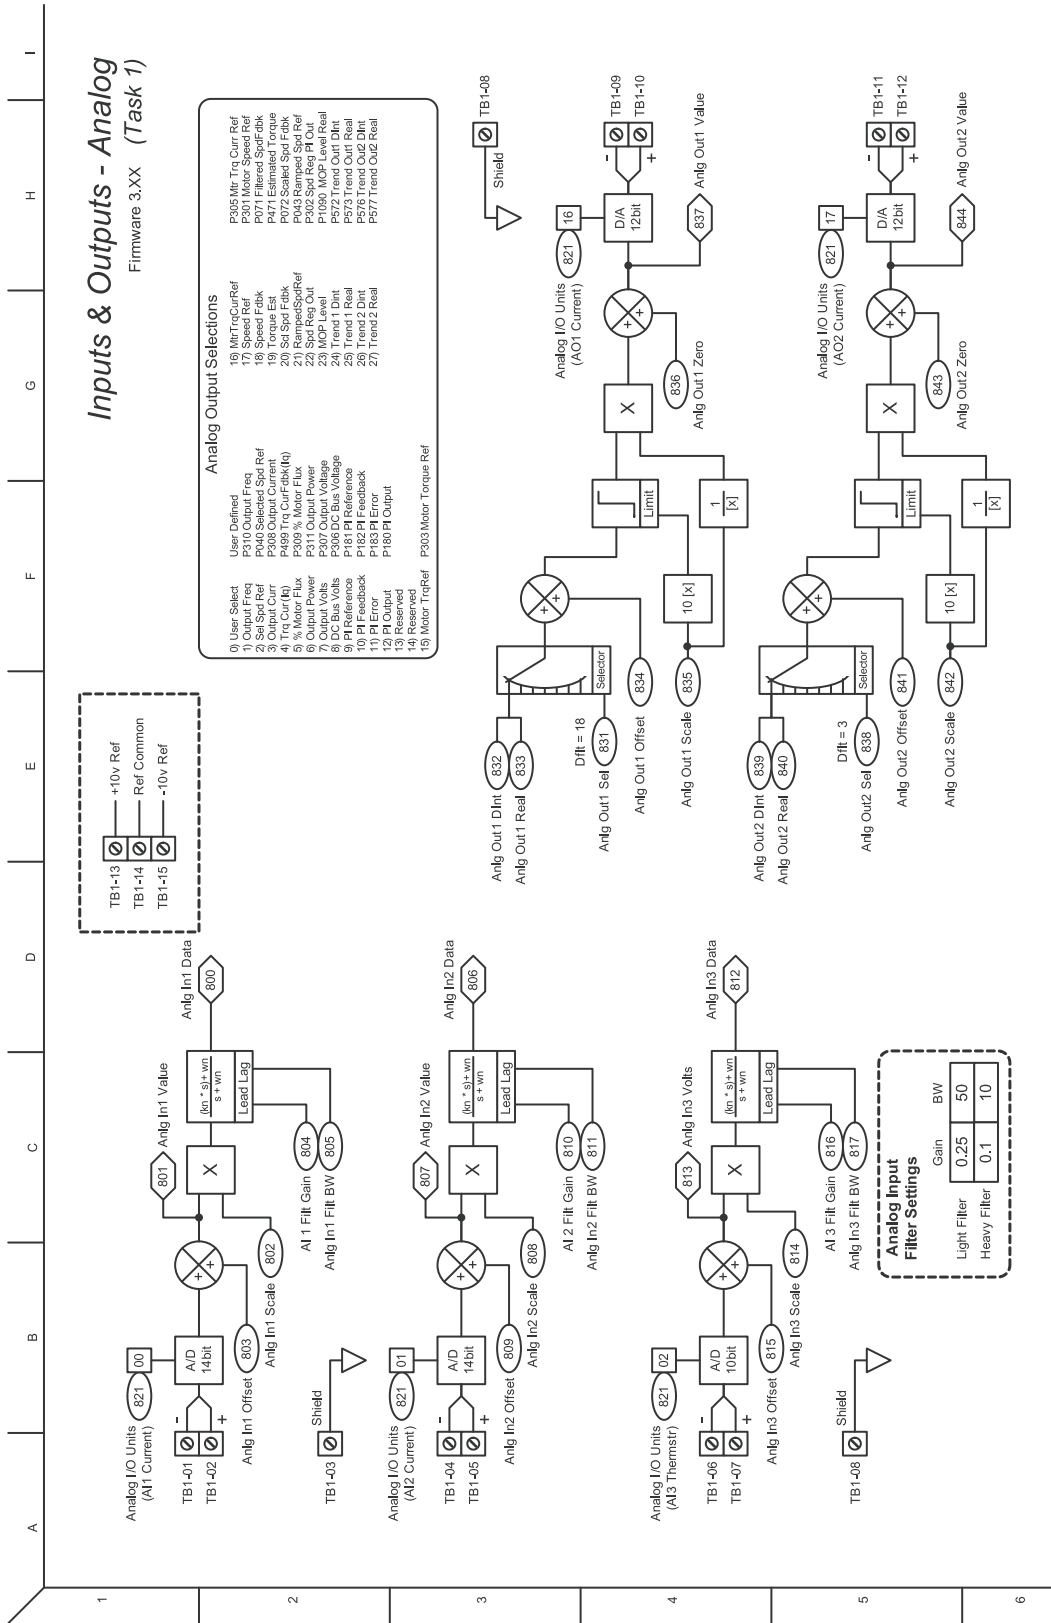 A
B
C
D
E
F
G
H
I
1
2
3
4
5
6
Inputs & Outputs - Analog
Firmware 3.XX (Task 1)
Analog Output Selections
0) User Select User Defined
1) Output Freq P310 Output Freq
2) Sel Spd Ref P040 Selected Spd Ref
3) Output Curr P308 Output Current
4) Trq Cur(Iq) P499 Trq CurFdbk(Iq)
5) % Motor Flux P309 % Motor Flux
6) Output Power P311 Output Power
7) Output Volts P307 Output Voltage
8) DC Bus Volts P306 DC Bus Voltage
9) PI Reference P181 PI Reference
10) PI Feedback P182 PI Feedback
11) PI Error P183 PI Error
12) PI Output P180 PI Output
13) Reserved
14) Reserved
15) Motor TrqRef P303 Motor Torque Ref
16) MtrTrqCurRef P305 Mtr Trq Curr Ref
17) Speed Ref P301 Motor Speed Ref
18) Speed Fdbk P071 Filtered SpdFdbk
19) Torque Est P471 Estimated Torque
20) Scl Spd Fdbk P072 Scaled Spd Fdbk
21) RampedSpdRef P043 Ramped Spd Ref
22) Spd Reg Out P302 Spd Reg PI Out
23) MOP Level P1090 MOP Level Real
24) Trend 1 Dint P572 Trend Out1 DInt
25) Trend 1 Real P573 Trend Out1 Real
26) Trend 2 Dint P576 Trend Out2 DInt
27) Trend 2 Real P577 Trend Out2 Real
TB1-13 +10v Ref
TB1-14 Ref Common
TB1-15 -10v Ref
Analog I/O Units
(AI1 Current)
821 00
TB1-01 -
TB1-02 +
A/D
14bit
Anlg In1 Offset 803
+ +
Anlg In1 Scale 802
801 Anlg In1 Value
X
(kn * s)+ wn
s + wn
Lead Lag
AI 1 Filt Gain 804
Anlg In1 Filt BW 805
Anlg In1 Data
800
TB1-03 Shield
Analog I/O Units
(AI2 Current)
821 01
TB1-04 -
TB1-05 +
A/D
14bit
Anlg In2 Offset 809
+ +
Anlg In2 Scale 808
807 Anlg In2 Value
X
(kn * s)+ wn
s + wn
Lead Lag
AI 2 Filt Gain 810
Anlg In2 Filt BW 811
Anlg In2 Data
806
Analog I/O Units
(AI3 Thermstr)
821 02
TB1-06 -
TB1-07 +
A/D
10bit
Anlg In3 Offset 815
+ +
Anlg In3 Scale 814
813 Anlg In3 Volts
X
(kn * s)+ wn
s + wn
Lead Lag
AI 3 Filt Gain 816
Anlg In3 Filt BW 817
Anlg In3 Data
812
TB1-08 Shield
Analog Input
Filter Settings
Gain BW
Light Filter 0.25 50
Heavy Filter 0.1 10
Shield TB1-08
Anlg Out1 DInt 832
Anlg Out1 Real 833
Dflt = 18
Anlg Out1 Sel 831
Selector
Anlg Out1 Offset 834
Anlg Out1 Scale 835
+ +
10 [x]
Limit
1
[x]
X
+ +
836
Anlg Out1 Zero
Analog I/O Units
(AO1 Current)
821 16
D/A
12bit
- TB1-09
+ TB1-10
837 Anlg Out1 Value
Anlg Out2 DInt 839
Anlg Out2 Real 840
Dflt = 3
Anlg Out2 Sel 838
Selector
Anlg Out2 Offset 841
Anlg Out2 Scale 842
+ +
10 [x]
Limit
1
[x]
X
+ +
843
Anlg Out2 Zero
Analog I/O Units
(AO2 Current)
821 17
D/A
12bit
- TB1-11
+ TB1-12
844 Anlg Out2 Value